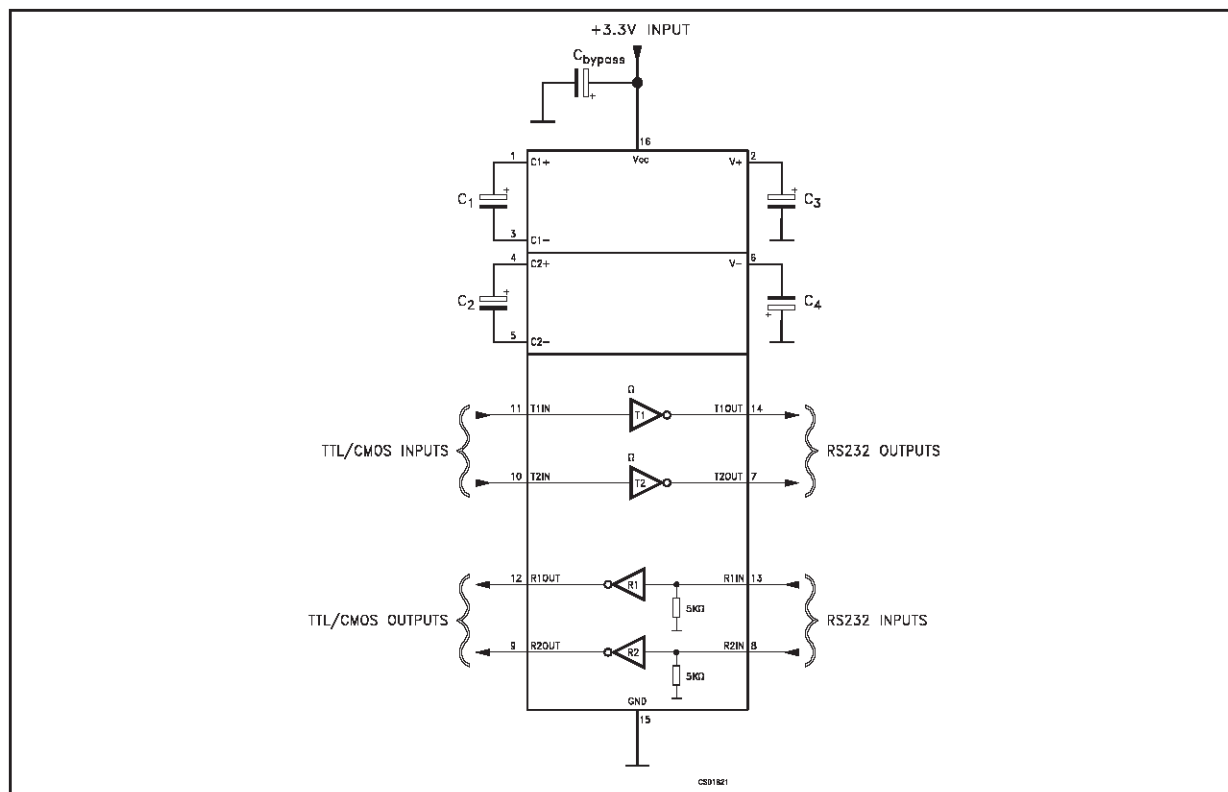 +3.3V INPUT
Cbypass
16
1 C1+ Vcc V+ 2
C1 + + C3
3 C1-
4 C2+ V- 6
C2 + + C4
5 C2-
Ω
11 T1IN T1 T1OUT 14
TTL/CMOS INPUTS RS232 OUTPUTS
Ω
10 T2IN T2 T2OUT 7
12 R1OUT R1 R1IN 13
5KΩ
TTL/CMOS OUTPUTS RS232 INPUTS
9 R2OUT R2 R2IN 8
5KΩ
GND
15
CS01821